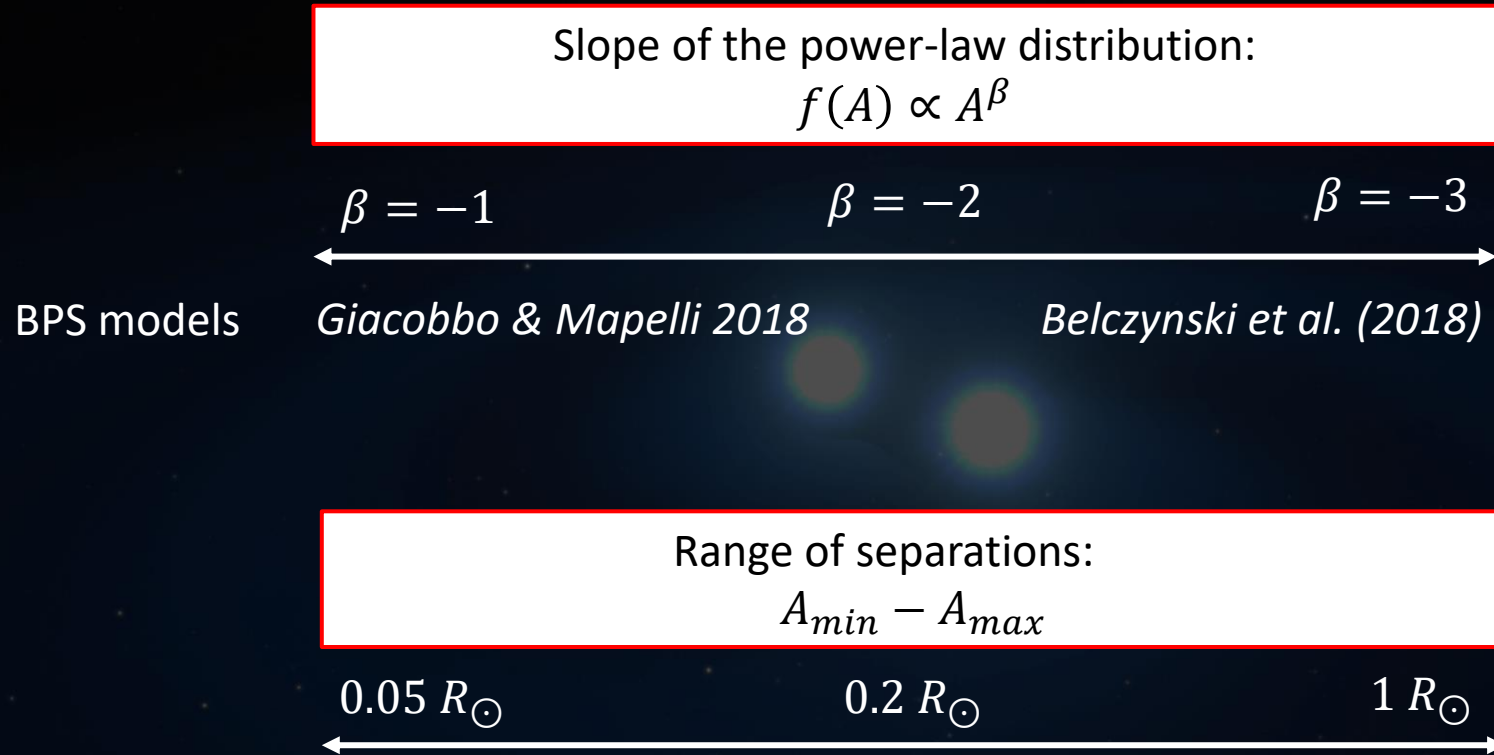 Slope of the power-law distribution:
f(A) ∝ A^β
β = −1 β = −2 β = −3
BPS models Giacobbo & Mapelli 2018 Belczynski et al. (2018)
Range of separations:
A_min − A_max
0.05 R_⊙ 0.2 R_⊙ 1 R_⊙